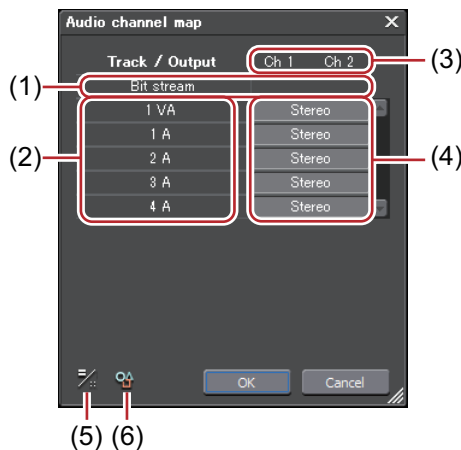 Audio channel map
Track / Output Ch 1 Ch 2 (3)
(1) Bit stream
1 VA Stereo
1 A Stereo
(2) 2 A Stereo (4)
3 A Stereo
4 A Stereo
OK Cancel
(5) (6)